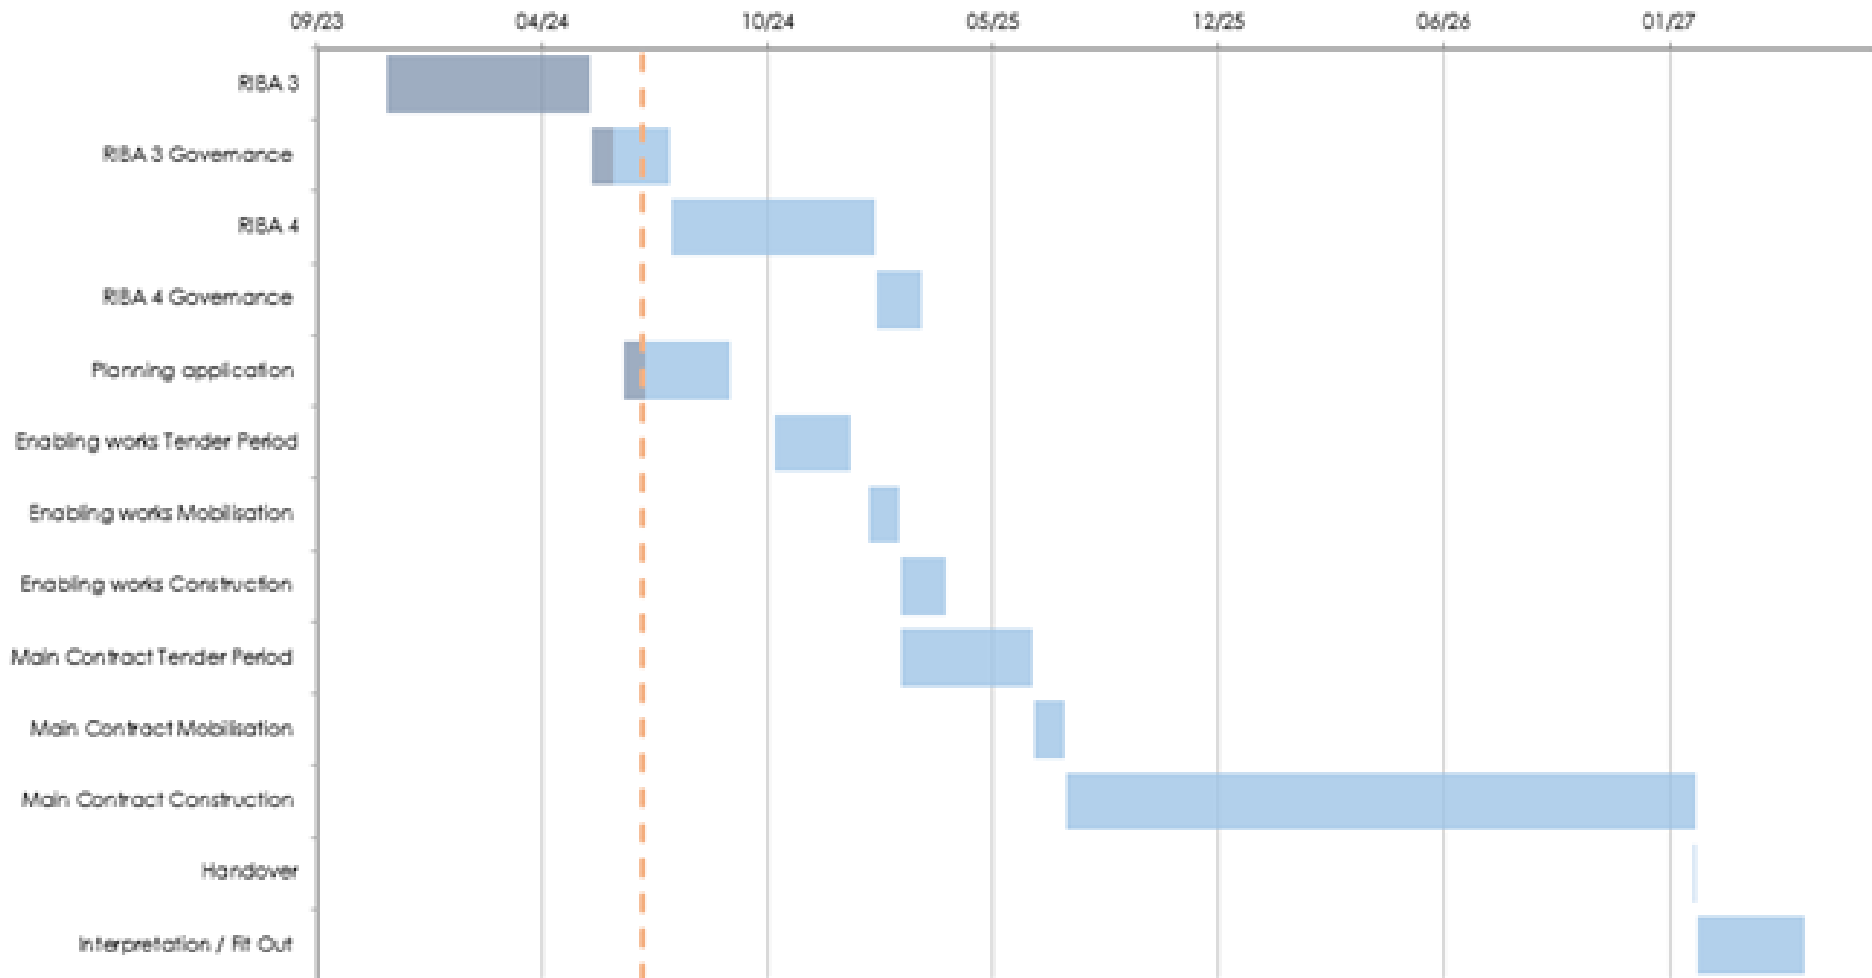 09/23 04/24 10/24 05/25 12/25 06/26 01/27
RIBA 3
RIBA 3 Governance
RIBA 4
RIBA 4 Governance
Planning application
Enabling works Tender Period
Enabling works Mobilisation
Enabling works Construction
Main Contract Tender Period
Main Contract Mobilisation
Main Contract Construction
Handover
Interpretation / Fit Out